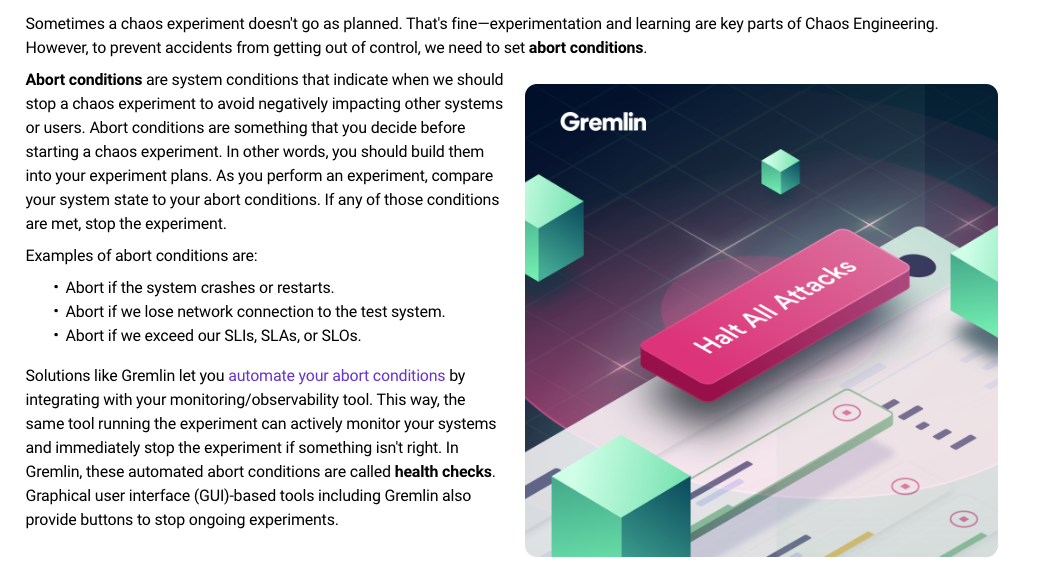 Sometimes a chaos experiment doesn't go as planned. That's fine—experimentation and learning are key parts of Chaos Engineering.
However, to prevent accidents from getting out of control, we need to set abort conditions.
Abort conditions are system conditions that indicate when we should
stop a chaos experiment to avoid negatively impacting other systems
or users. Abort conditions are something that you decide before
starting a chaos experiment. In other words, you should build them
into your experiment plans. As you perform an experiment, compare
your system state to your abort conditions. If any of those conditions
are met, stop the experiment.
Examples of abort conditions are:
• Abort if the system crashes or restarts.
• Abort if we lose network connection to the test system.
• Abort if we exceed our SLIs, SLAs, or SLOs.
Solutions like Gremlin let you automate your abort conditions by
integrating with your monitoring/observability tool. This way, the
same tool running the experiment can actively monitor your systems
and immediately stop the experiment if something isn't right. In
Gremlin, these automated abort conditions are called health checks.
Graphical user interface (GUI)-based tools including Gremlin also
provide buttons to stop ongoing experiments.
Gremlin
Halt All Attacks